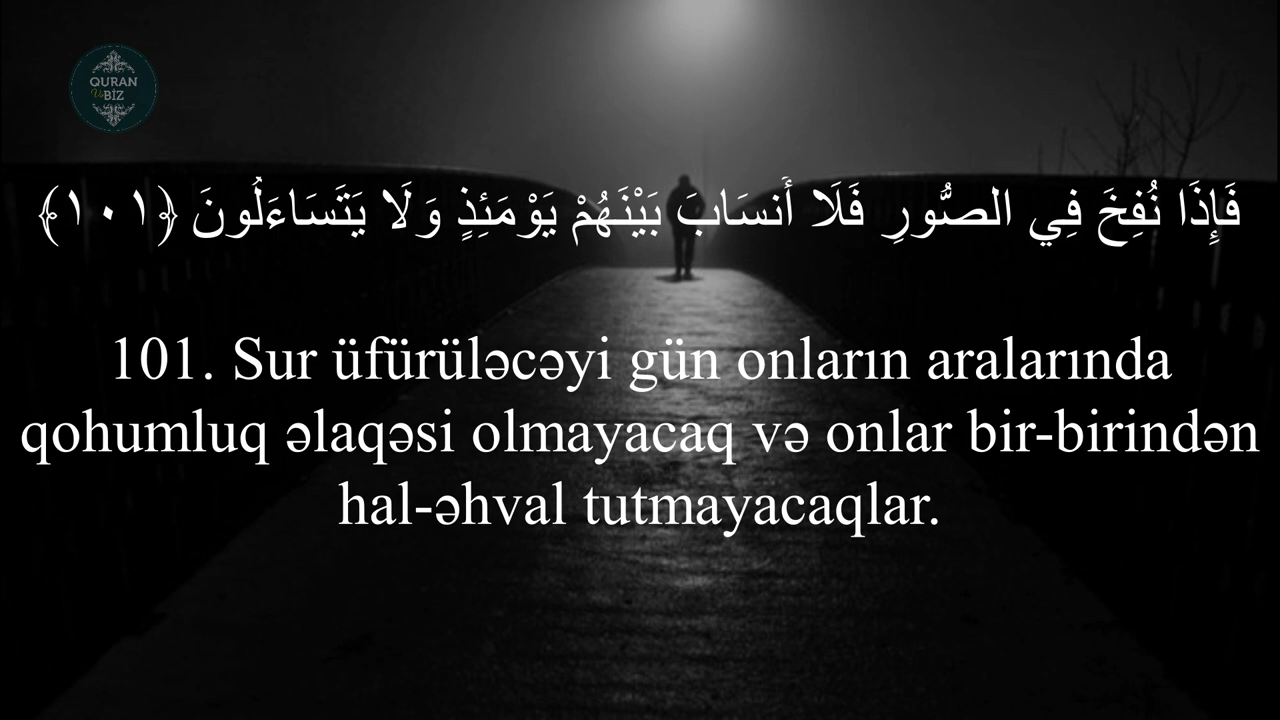 QURAN
Və BİZ
فَإِذَا نُفِخَ فِي الصُّورِ فَلَا أَنسَابَ بَيْنَهُمْ يَوْمَئِذٍ وَلَا يَتَسَاءَلُونَ ﴿١٠١﴾
101. Sur üfürüləcəyi gün onların aralarında
qohumluq əlaqəsi olmayacaq və onlar bir-birindən
hal-əhval tutmayacaqlar.